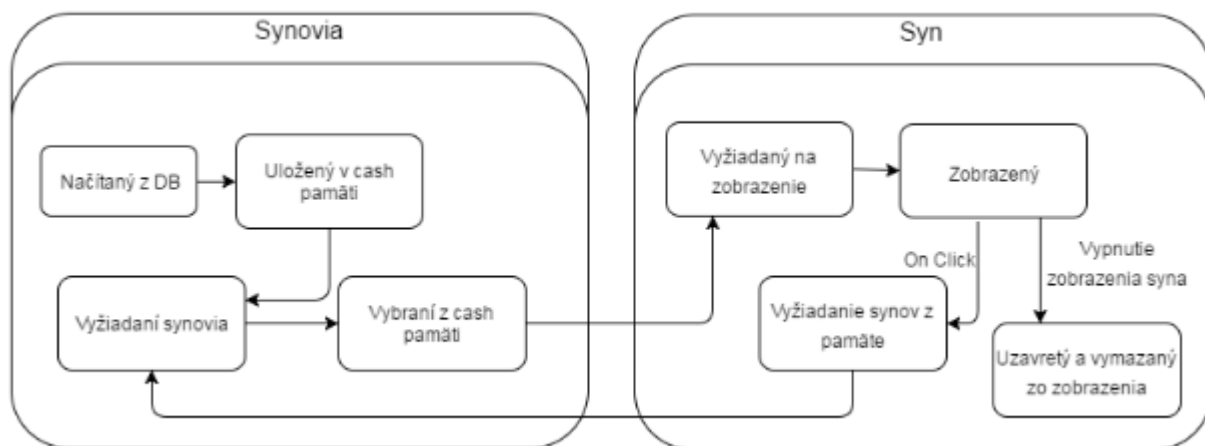 Synovia
Načítaný z DB
Uložený v cash
pamäti
Vyžiadaní synovia
Vybraní z cash
pamäti
Syn
Vyžiadaný na
zobrazenie
Zobrazený
On Click
Vypnutie
zobrazenia syna
Vyžiadanie synov z
pamäte
Uzavretý a vymazaný
zo zobrazenia